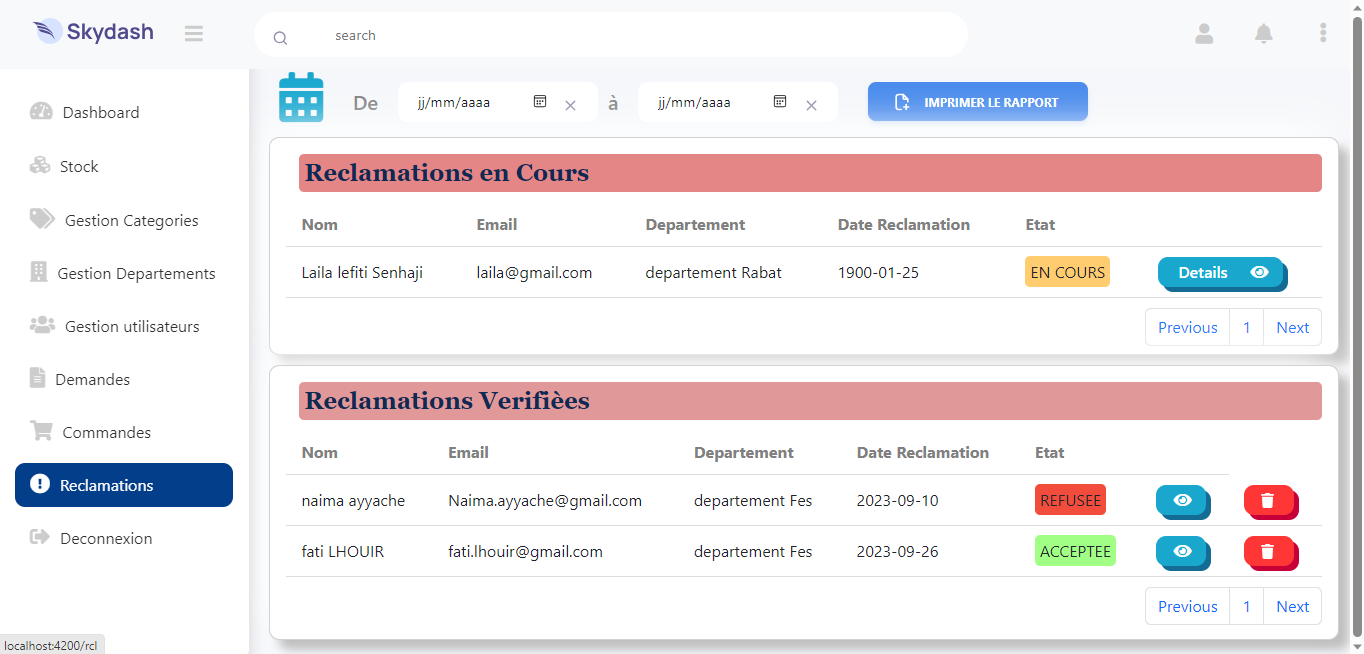 Skydash
search
De jj/mm/aaaa à jj/mm/aaaa IMPRIMER LE RAPPORT
Dashboard
Stock
Gestion Categories
Gestion Departements
Gestion utilisateurs
Demandes
Commandes
Reclamations
Deconnexion
Reclamations en Cours
Nom Email Departement Date Reclamation Etat
Laila lefiti Senhaji laila@gmail.com departement Rabat 1900-01-25 EN COURS Details
Previous 1 Next
Reclamations Verifièes
Nom Email Departement Date Reclamation Etat
naima ayyache Naima.ayyache@gmail.com departement Fes 2023-09-10 REFUSEE
fati LHOUIR fati.lhouir@gmail.com departement Fes 2023-09-26 ACCEPTEE
Previous 1 Next
localhost:4200/rcl